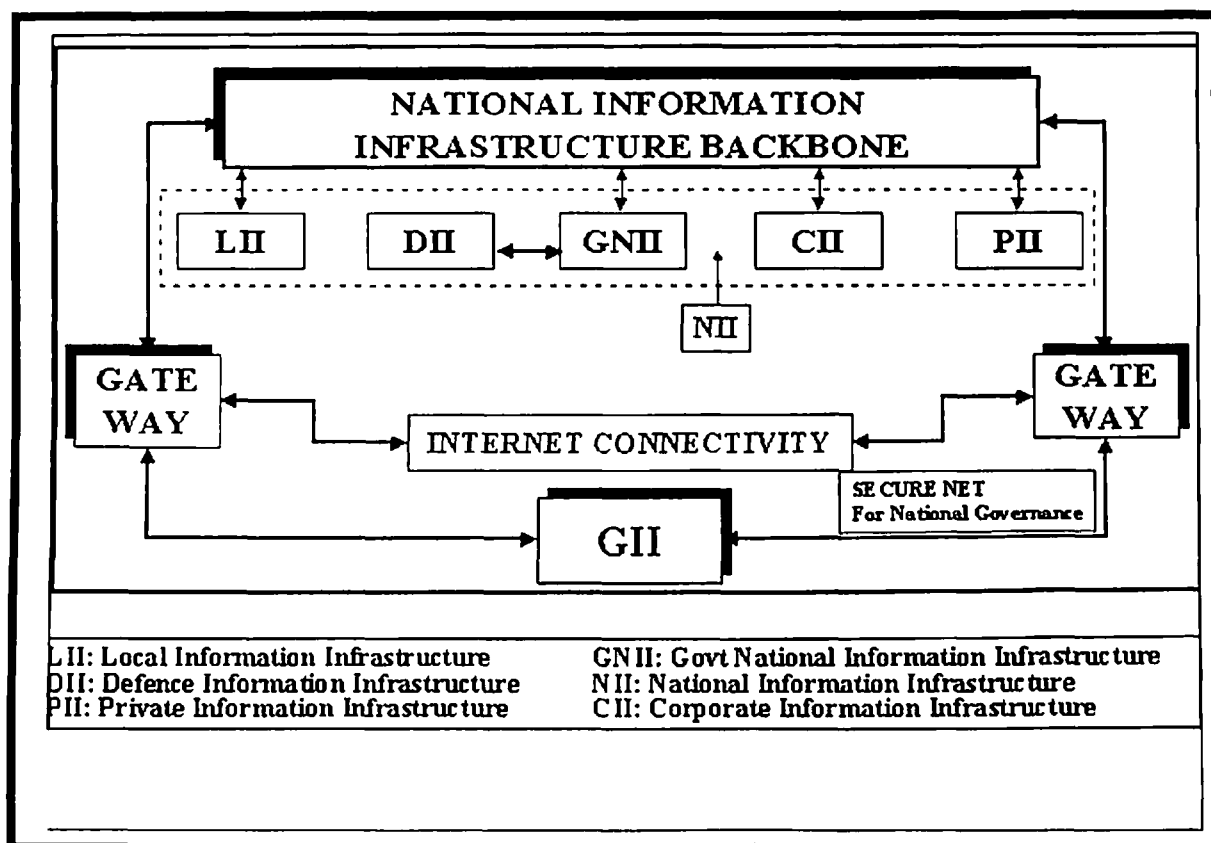 NATIONAL INFORMATION
INFRASTRUCTURE BACKBONE
LII
DII
GNII
CII
PII
NII
GATE
WAY
GATE
WAY
INTERNET CONNECTIVITY
SECURE NET
For National Governance
GII
LII: Local Information Infrastructure
GNII: Govt National Information Infrastructure
DII: Defence Information Infrastructure
NII: National Information Infrastructure
PII: Private Information Infrastructure
CII: Corporate Information Infrastructure